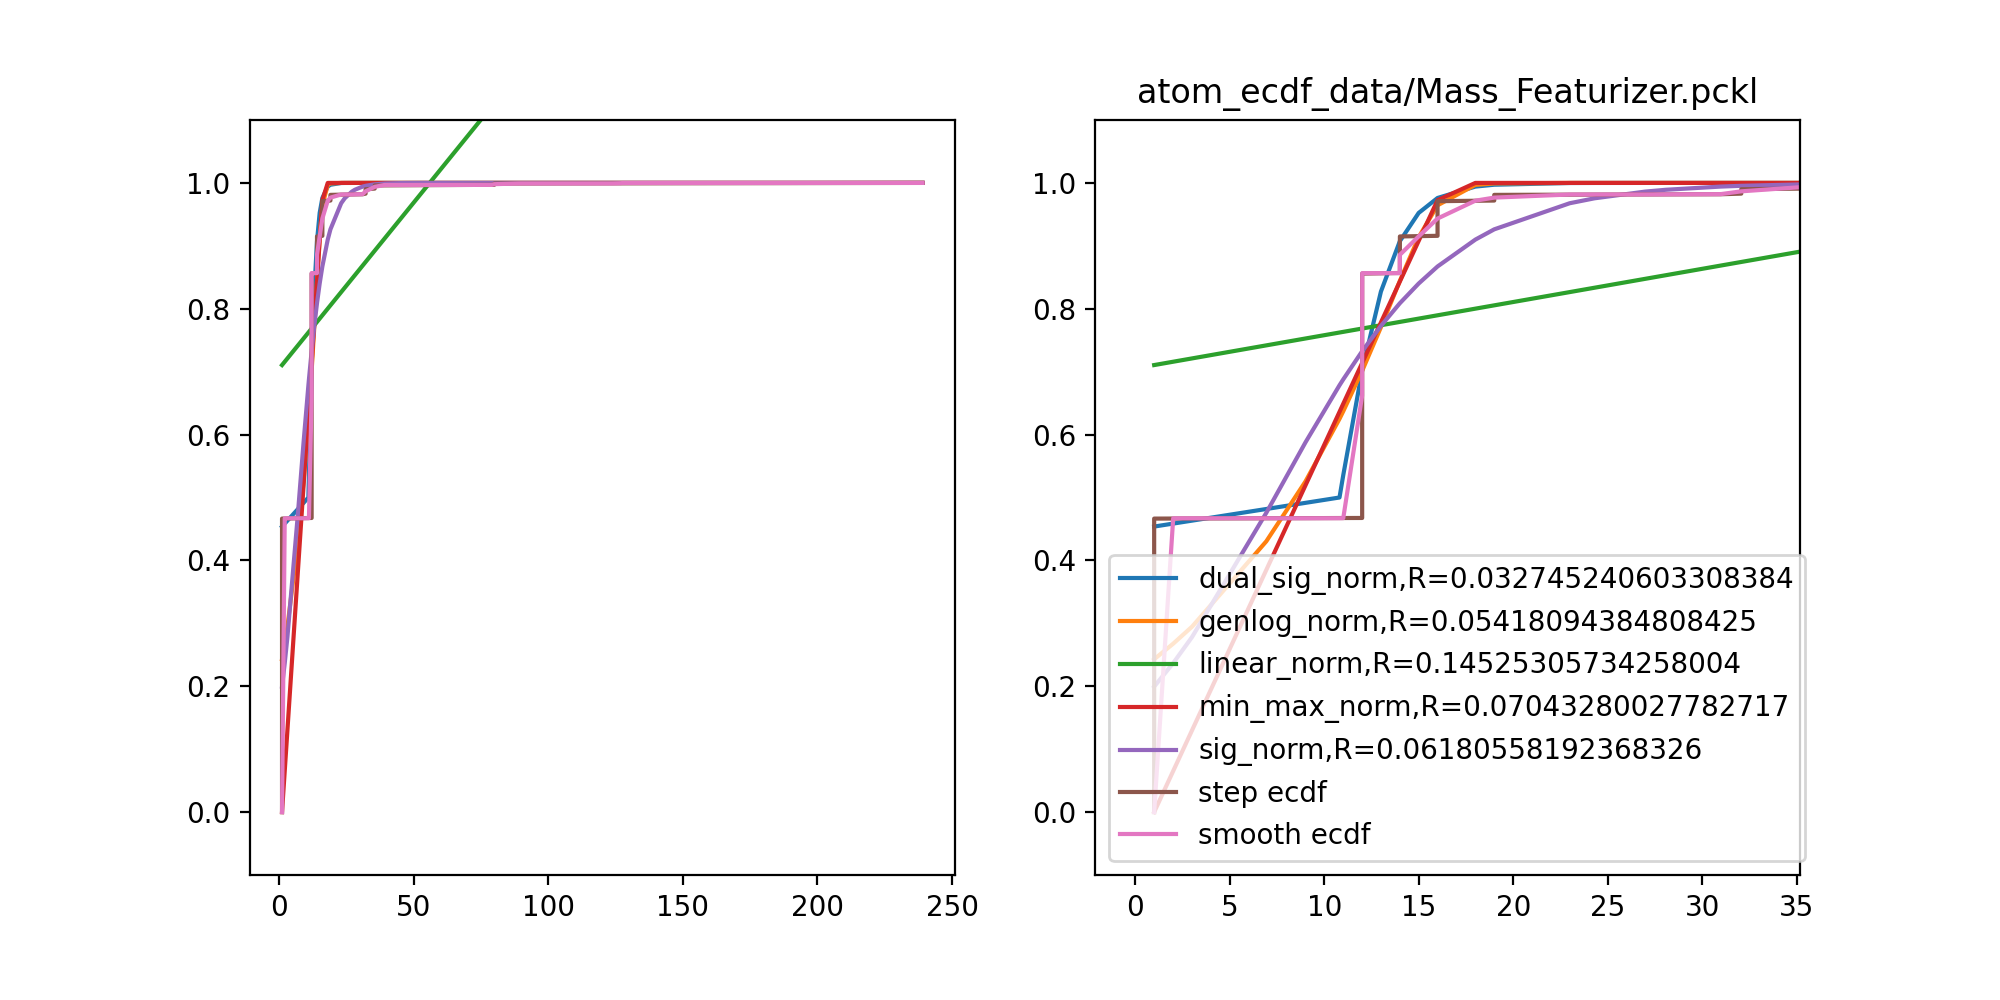 atom_ecdf_data/Mass_Featurizer.pckl
1.0
0.8
0.6
0.4
0.2
0.0
0 50 100 150 200 250
1.0
0.8
0.6
0.4
0.2
0.0
dual_sig_norm,R=0.032745240603308384
genlog_norm,R=0.05418094384808425
linear_norm,R=0.14525305734258004
min_max_norm,R=0.07043280027782717
sig_norm,R=0.06180558192368326
step ecdf
smooth ecdf
0 5 10 15 20 25 30 35